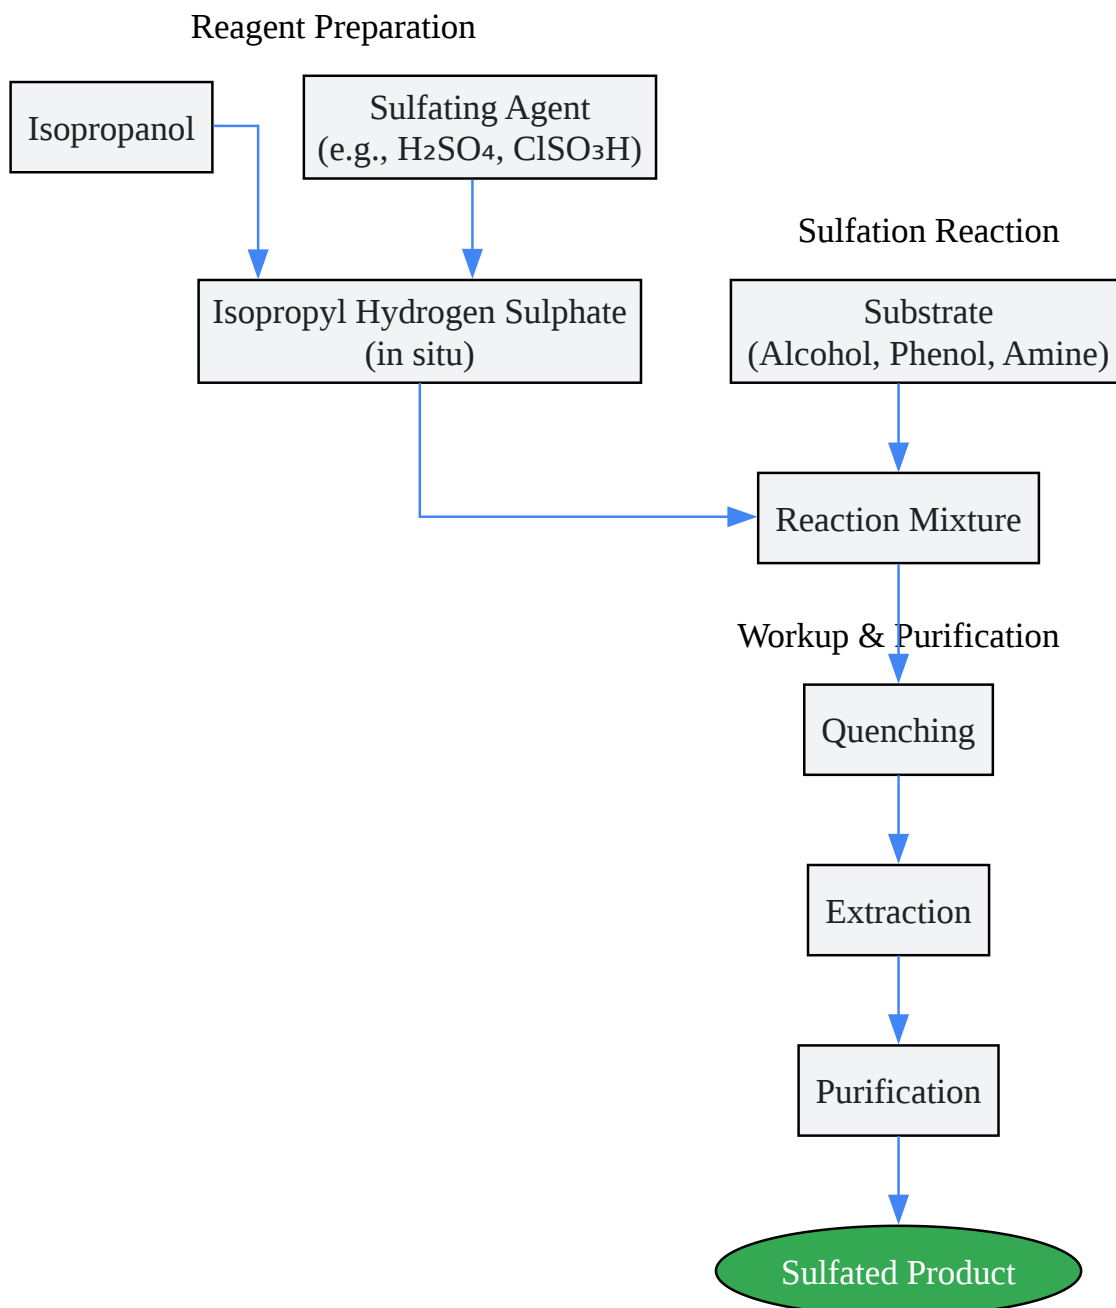 Reagent Preparation
Isopropanol
Sulfating Agent
(e.g., H₂SO₄, ClSO₃H)
Sulfation Reaction
Isopropyl Hydrogen Sulphate
(in situ)
Substrate
(Alcohol, Phenol, Amine)
Reaction Mixture
Workup & Purification
Quenching
Extraction
Purification
Sulfated Product